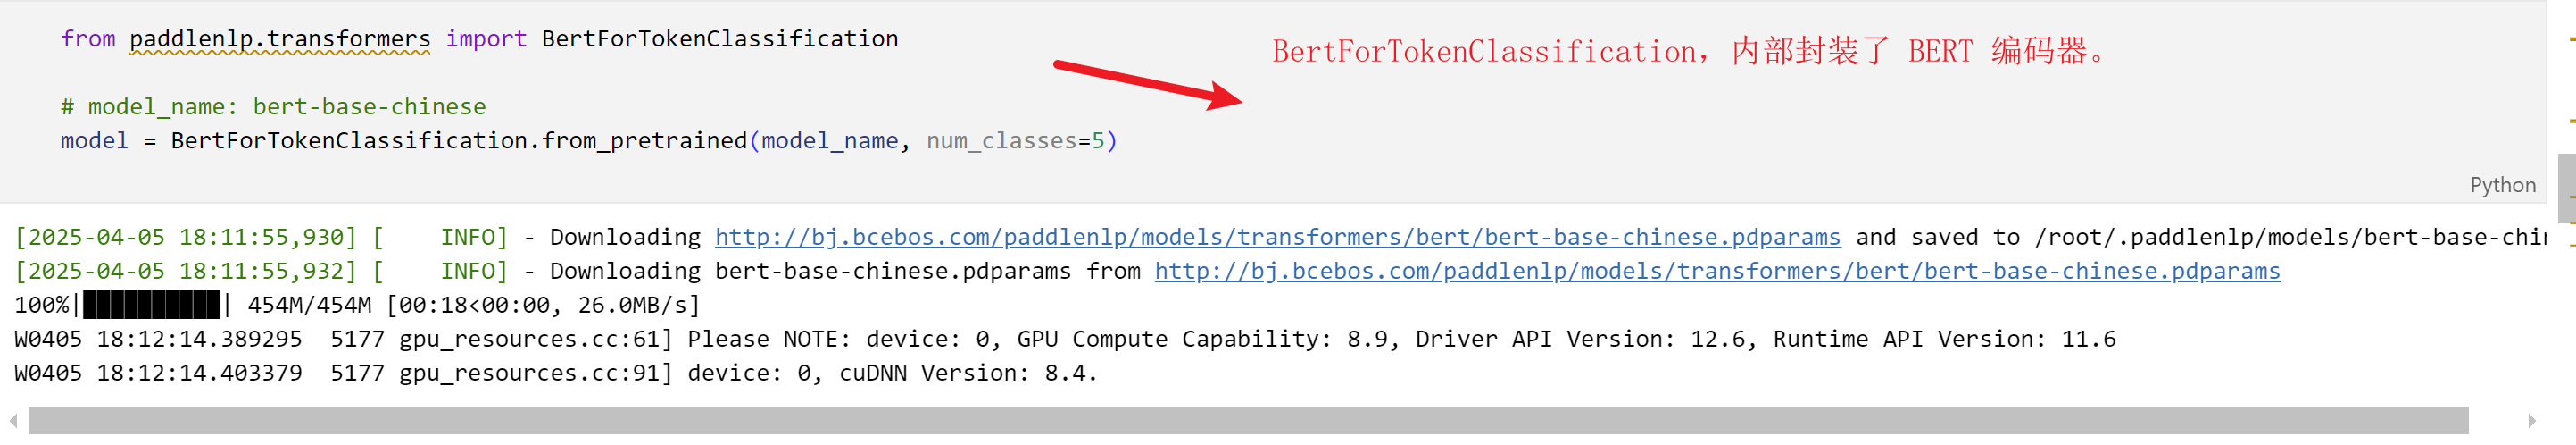 from paddlenlp.transformers import BertForTokenClassification
BertForTokenClassification，内部封装了 BERT 编码器。
# model_name: bert-base-chinese
model = BertForTokenClassification.from_pretrained(model_name, num_classes=5)
Python
[2025-04-05 18:11:55,930] [    INFO] - Downloading http://bj.bcebos.com/paddlenlp/models/transformers/bert/bert-base-chinese.pdparams and saved to /root/.paddlenlp/models/bert-base-chin
[2025-04-05 18:11:55,932] [    INFO] - Downloading bert-base-chinese.pdparams from http://bj.bcebos.com/paddlenlp/models/transformers/bert/bert-base-chinese.pdparams
100%|██████████| 454M/454M [00:18<00:00, 26.0MB/s]
W0405 18:12:14.389295  5177 gpu_resources.cc:61] Please NOTE: device: 0, GPU Compute Capability: 8.9, Driver API Version: 12.6, Runtime API Version: 11.6
W0405 18:12:14.403379  5177 gpu_resources.cc:91] device: 0, cuDNN Version: 8.4.